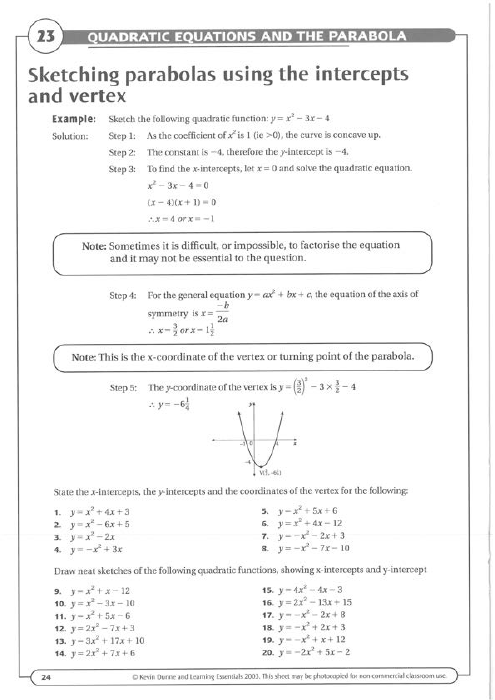 23 QUADRATIC EQUATIONS AND THE PARABOLA
Sketching parabolas using the intercepts
and vertex
Example: Sketch the following quadratic function: y = x² – 3x – 4
Solution: Step 1: As the coefficient of x² is 1 (ie >0), the curve is concave up.
Step 2: The constant is –4, therefore the y-intercept is –4.
Step 3: To find the x-intercepts, let x = 0 and solve the quadratic equation.
x² – 3x – 4 = 0
(x – 4)(x + 1) = 0
∴ x = 4 or x = –1
Note: Sometimes it is difficult, or impossible, to factorise the equation
and it may not be essential to the question.
Step 4: For the general equation y = ax² + bx + c, the equation of the axis of
symmetry is x = –b/2a
∴ x = 3/2 or x = 1 1/2
Note: This is the x-coordinate of the vertex or turning point of the parabola.
Step 5: The y-coordinate of the vertex is y = (3/2)² – 3 × 3/2 – 4
∴ y = –6 1/4
State the x-intercepts, the y-intercepts and the coordinates of the vertex for the following:
1. y = x² + 4x + 3
2. y = x² – 6x + 5
3. y = x² – 2x
4. y = –x² + 3x
5. y = x² + 5x + 6
6. y = x² + 4x – 12
7. y = –x² – 2x + 3
8. y = –x² – 7x – 10
Draw neat sketches of the following quadratic functions, showing x-intercepts and y-intercept
9. y = x² + x – 12
10. y = x² – 3x – 10
11. y = x² + 5x – 6
12. y = 2x² – 7x + 3
13. y = 3x² + 17x + 10
14. y = 2x² + 7x + 6
15. y = 4x² – 4x – 3
16. y = 2x² – 13x + 15
17. y = –x² – 2x + 8
18. y = –x² + 2x + 3
19. y = –x² + x + 12
20. y = –2x² + 5x – 2
24 © Kevin Durrie and Learning Essentials 2003. This sheet may be photocopied for non-commercial classroom use.